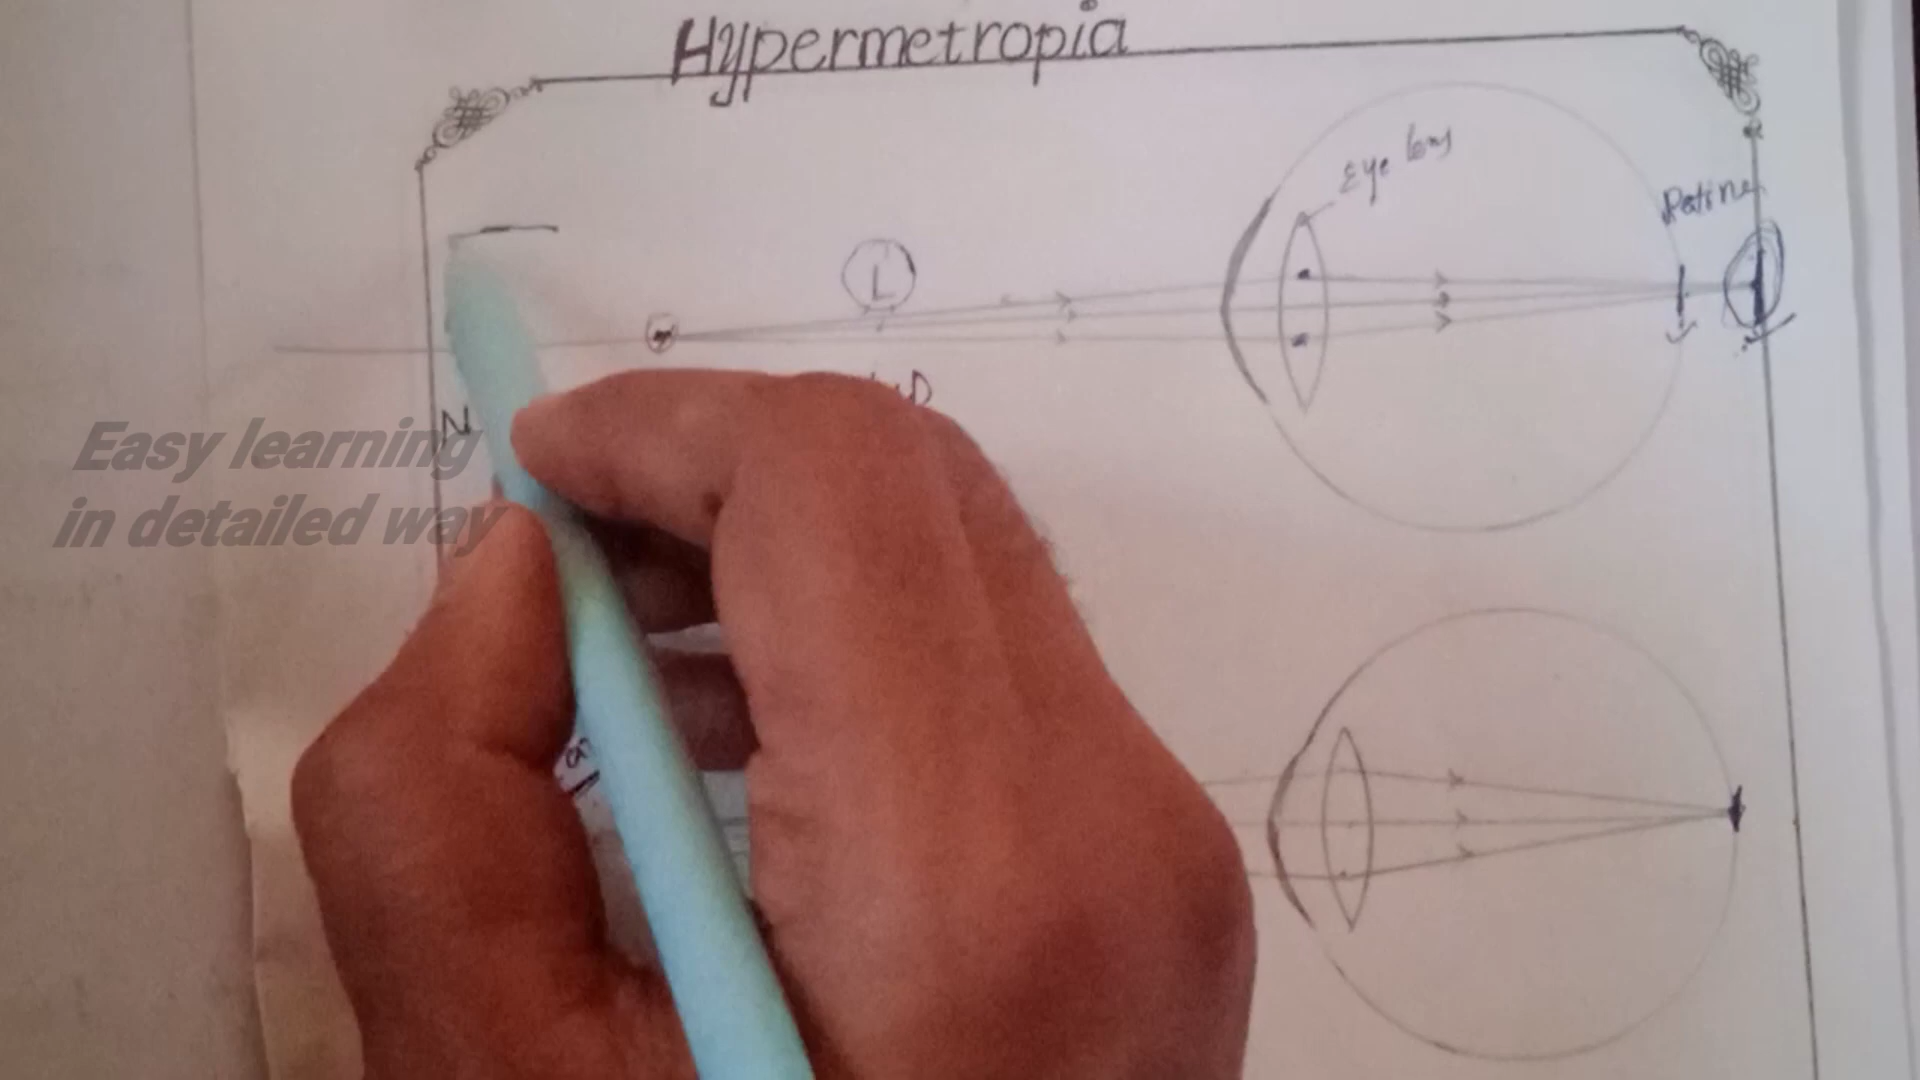 Hypermetropia
Eye lens
Retina
L
D
N
Easy learning
in detailed way